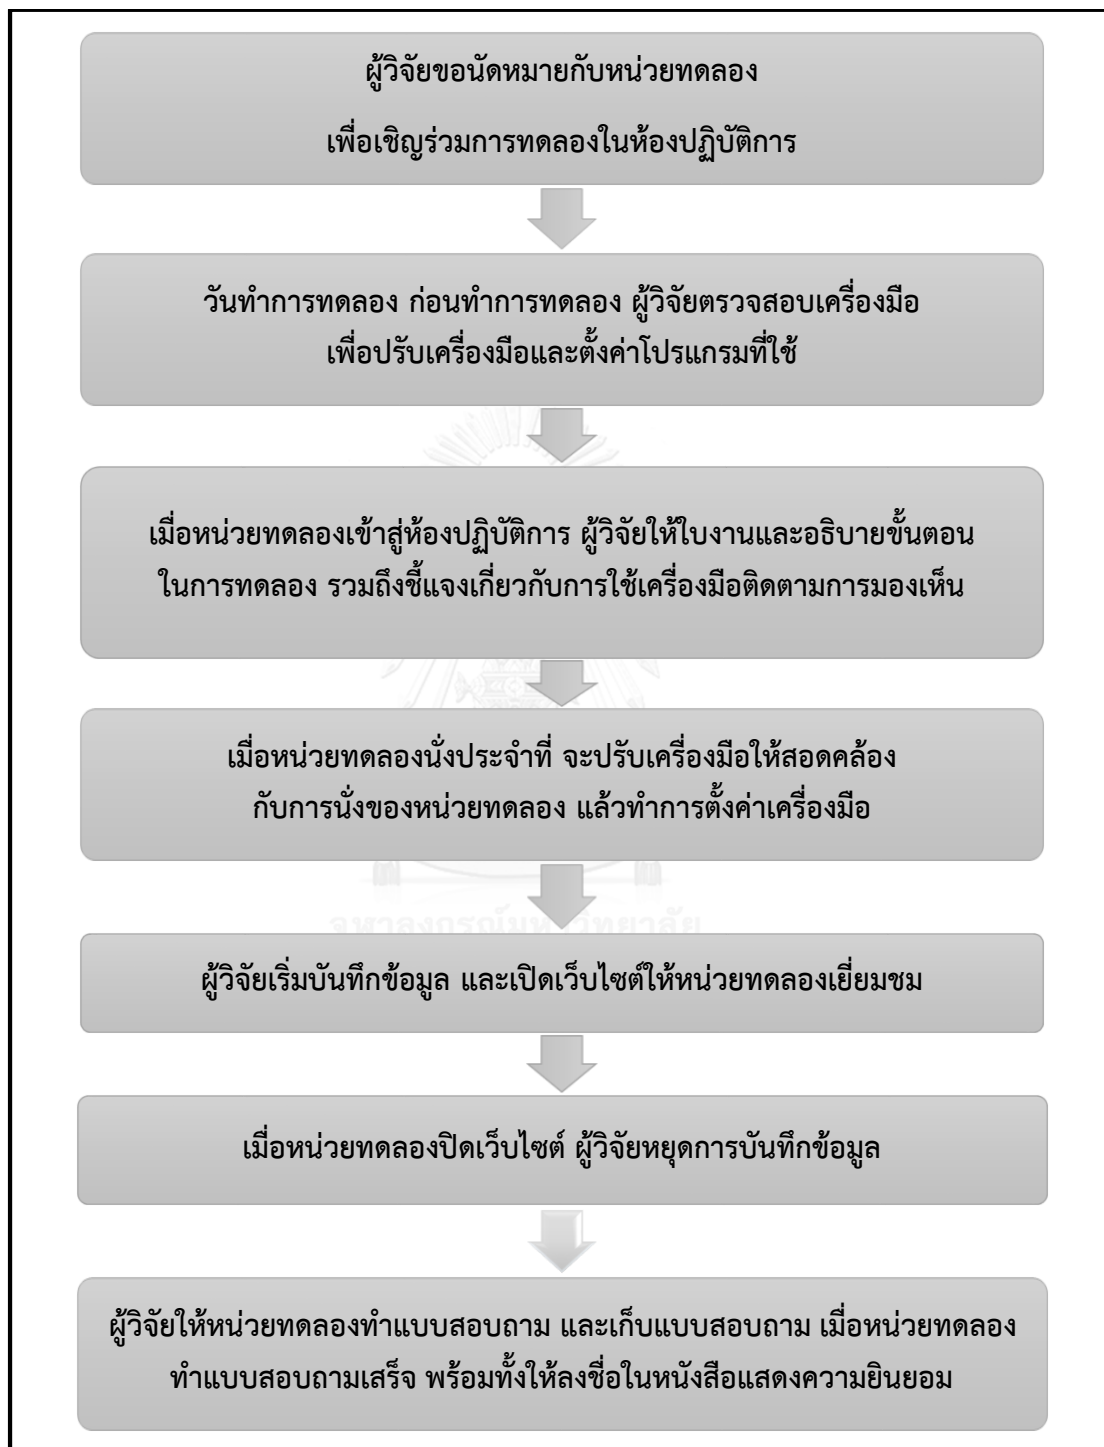 ผู้วิจัยขอนัดหมายกับหน่วยทดลอง
เพื่อเชิญร่วมการทดลองในห้องปฏิบัติการ
วันทำการทดลอง ก่อนทำการทดลอง ผู้วิจัยตรวจสอบเครื่องมือ
เพื่อปรับเครื่องมือและตั้งค่าโปรแกรมที่ใช้
เมื่อหน่วยทดลองเข้าสู่ห้องปฏิบัติการ ผู้วิจัยให้ใบงานและอธิบายขั้นตอน
ในการทดลอง รวมถึงชี้แจงเกี่ยวกับการใช้เครื่องมือติดตามการมองเห็น
เมื่อหน่วยทดลองนั่งประจำที่ จะปรับเครื่องมือให้สอดคล้อง
กับการนั่งของหน่วยทดลอง แล้วทำการตั้งค่าเครื่องมือ
จุฬาลงกรณ์มหาวิทยาลัย
ผู้วิจัยเริ่มบันทึกข้อมูล และเปิดเว็บไซต์ให้หน่วยทดลองเยี่ยมชม
เมื่อหน่วยทดลองปิดเว็บไซต์ ผู้วิจัยหยุดการบันทึกข้อมูล
ผู้วิจัยให้หน่วยทดลองทำแบบสอบถาม และเก็บแบบสอบถาม เมื่อหน่วยทดลอง
ทำแบบสอบถามเสร็จ พร้อมทั้งให้ลงชื่อในหนังสือแสดงความยินยอม